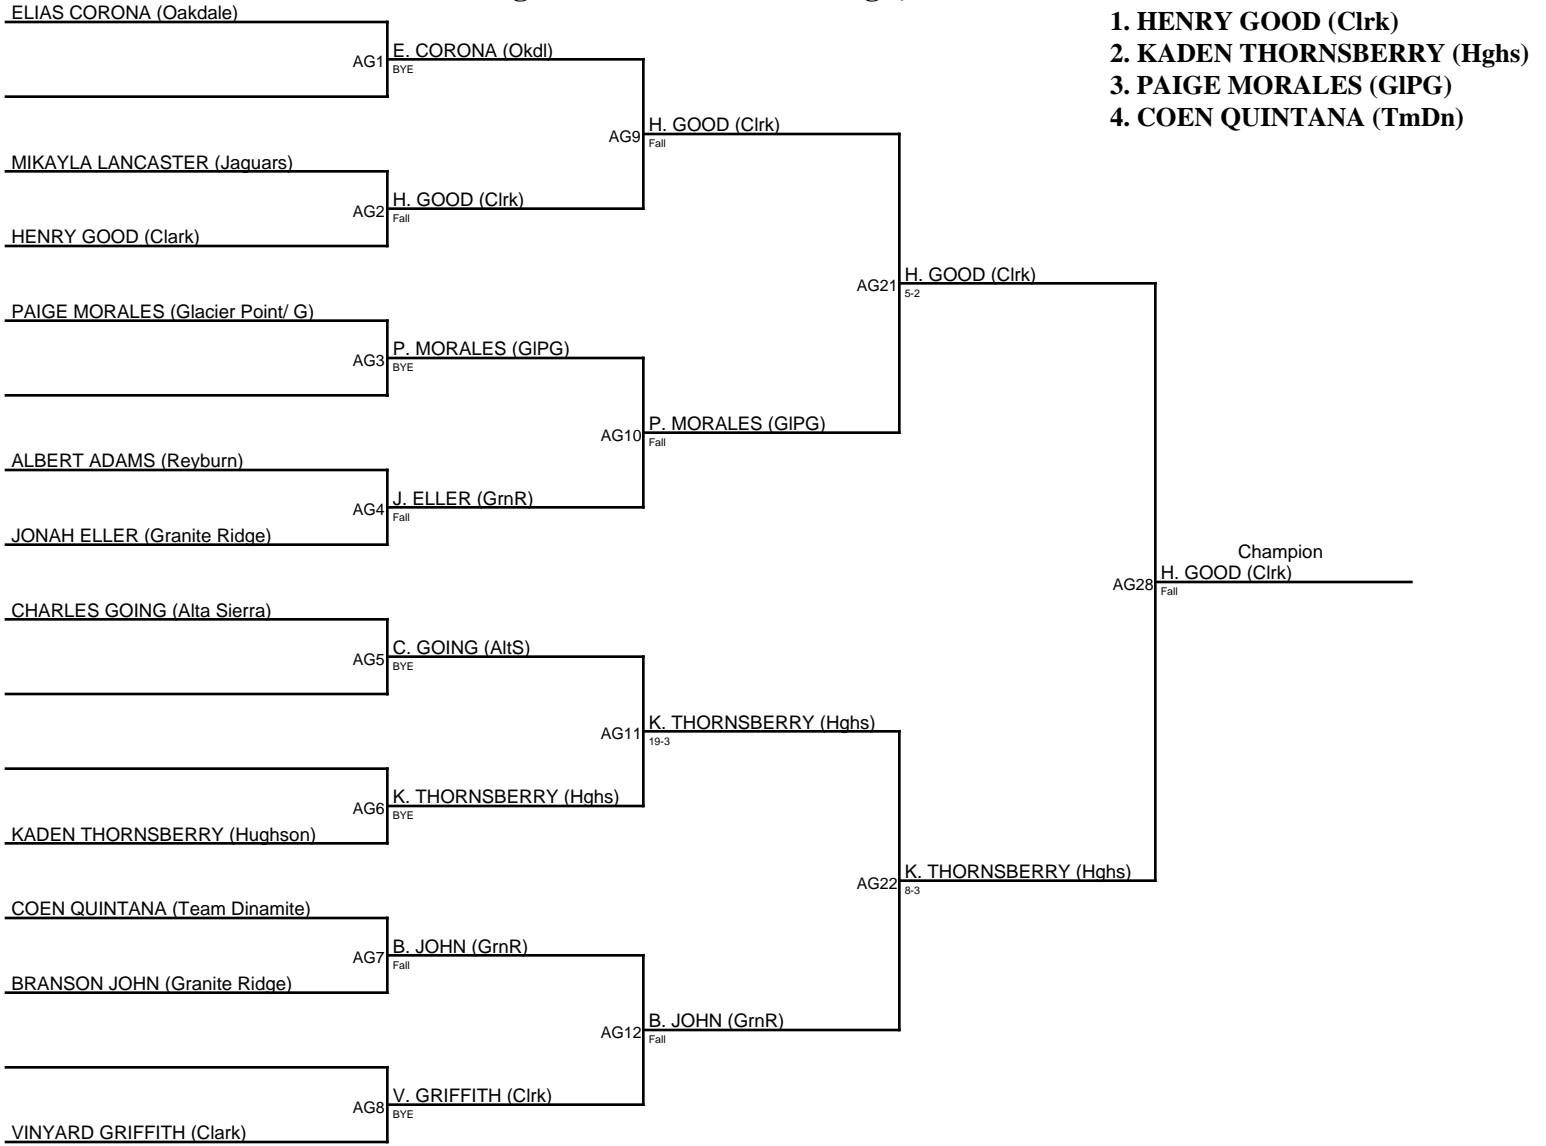 ELIAS CORONA (Oakdale)
1. HENRY GOOD (Clrk)
2. KADEN THORNSBERRY (Hghs)
3. PAIGE MORALES (GlPG)
4. COEN QUINTANA (TmDn)
AG1
E. CORONA (Okdl)
BYE
AG9
H. GOOD (Clrk)
Fall
MIKAYLA LANCASTER (Jaguars)
AG2
H. GOOD (Clrk)
Fall
HENRY GOOD (Clark)
AG21
H. GOOD (Clrk)
5-2
PAIGE MORALES (Glacier Point/ G)
AG3
P. MORALES (GlPG)
BYE
AG10
P. MORALES (GlPG)
Fall
ALBERT ADAMS (Reyburn)
AG4
J. ELLER (GrnR)
Fall
JONAH ELLER (Granite Ridge)
Champion
AG28
H. GOOD (Clrk)
Fall
CHARLES GOING (Alta Sierra)
AG5
C. GOING (AltS)
BYE
AG11
K. THORNSBERRY (Hghs)
19-3
AG6
K. THORNSBERRY (Hghs)
BYE
KADEN THORNSBERRY (Hughson)
AG22
K. THORNSBERRY (Hghs)
8-3
COEN QUINTANA (Team Dinamite)
AG7
B. JOHN (GrnR)
Fall
BRANSON JOHN (Granite Ridge)
AG12
B. JOHN (GrnR)
Fall
AG8
V. GRIFFITH (Clrk)
BYE
VINYARD GRIFFITH (Clark)